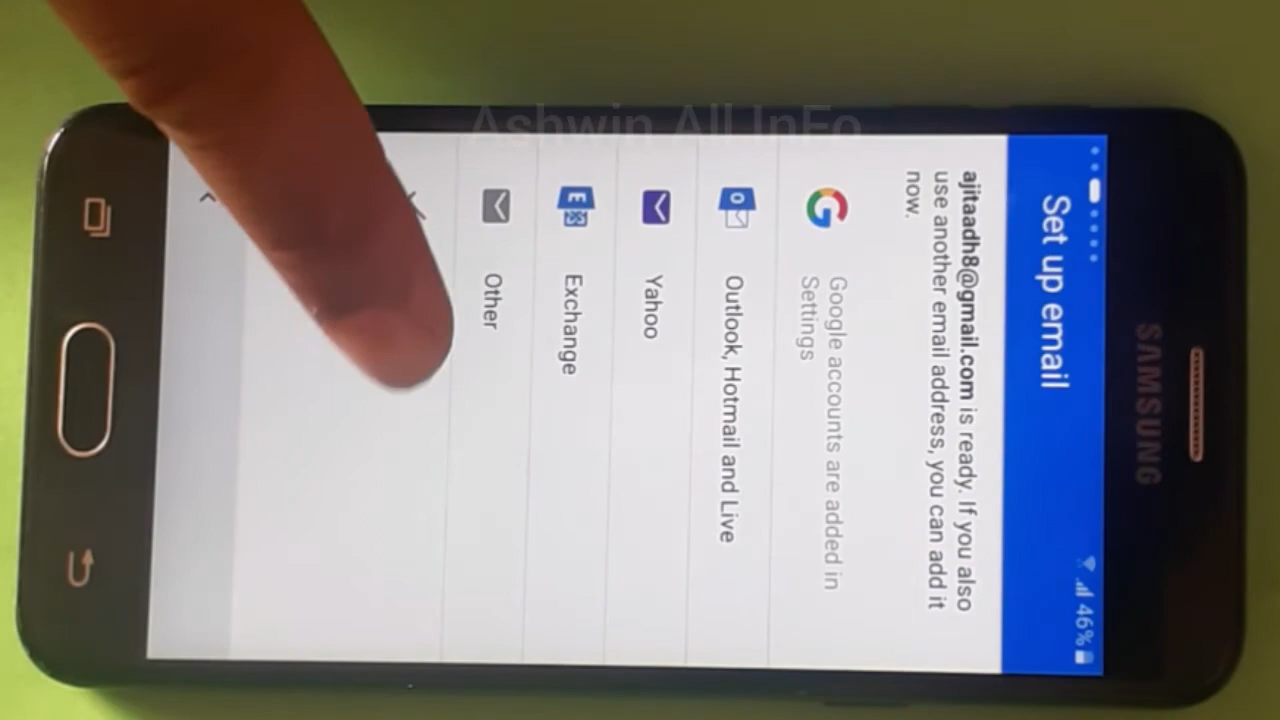 Ashwin All InFo
SAMSUNG
46%
Set up email
ajitaadh8@gmail.com is ready. If you also
use another email address, you can add it
now.
Google accounts are added in
Settings
Outlook, Hotmail and Live
Yahoo
Exchange
Other